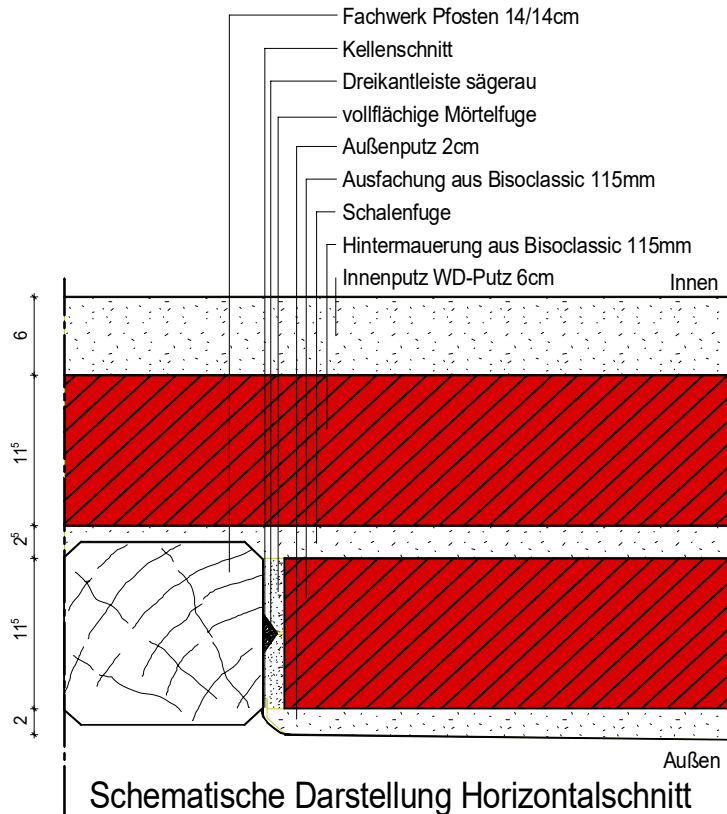 Fachwerk Pfosten 14/14cm
Kellenschnitt
Dreikantleiste sägerau
vollflächige Mörtelfuge
Außenputz 2cm
Ausfachung aus Bisoclassic 115mm
Schalenfuge
Hintermauerung aus Bisoclassic 115mm
Innenputz WD-Putz 6cm
Innen
6
11⁵
2⁵
11⁵
2
Außen
Schematische Darstellung Horizontalschnitt